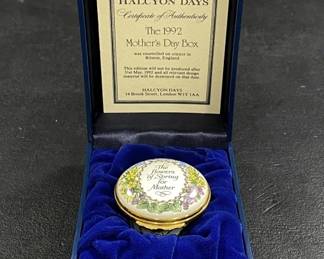 HALCYON DAYS
Certificate of Authenticity
The 1992
Mother's Day Box
was enamelled on copper in
Bilston, England
This edition will not be produced after
31st May, 1992 and all relevant design
material will be destroyed on that date.
HALCYON DAYS
14 Brook Street, London W1Y 1AA
The
flowers
of Spring
for
Mother